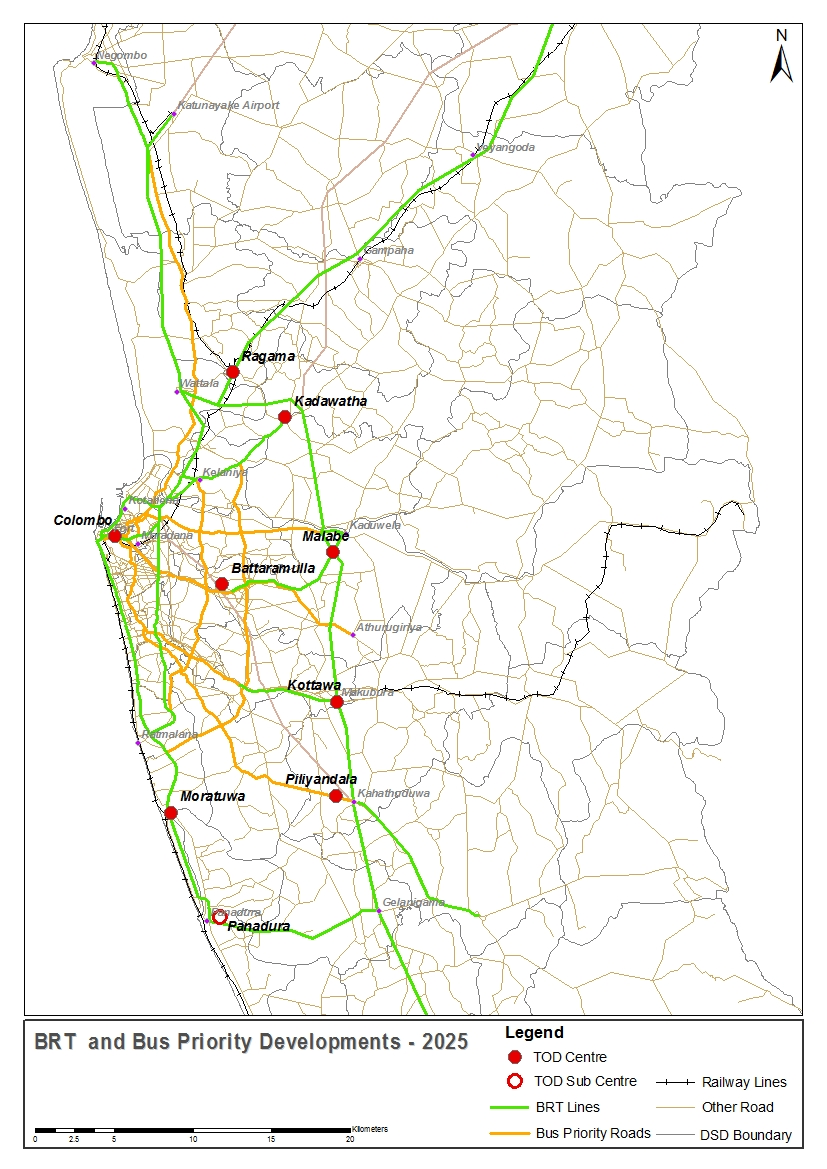 N
Negombo
Katunayake Airport
Veyangoda
Gampaha
Ragama
Wattala
Kadawatha
Kelaniya
Kotahena
Colombo
Fort
Maradana
Kaduwela
Malabe
Battaramulla
Athurugiriya
Kottawa
Makubura
Ratmalana
Piliyandala
Kahathuduwa
Moratuwa
Gelanigama
Panadura
Panadura
BRT and Bus Priority Developments - 2025
Legend
TOD Centre
TOD Sub Centre
Railway Lines
BRT Lines
Other Road
Bus Priority Roads
DSD Boundary
Kilometers
0 2.5 5 10 15 20